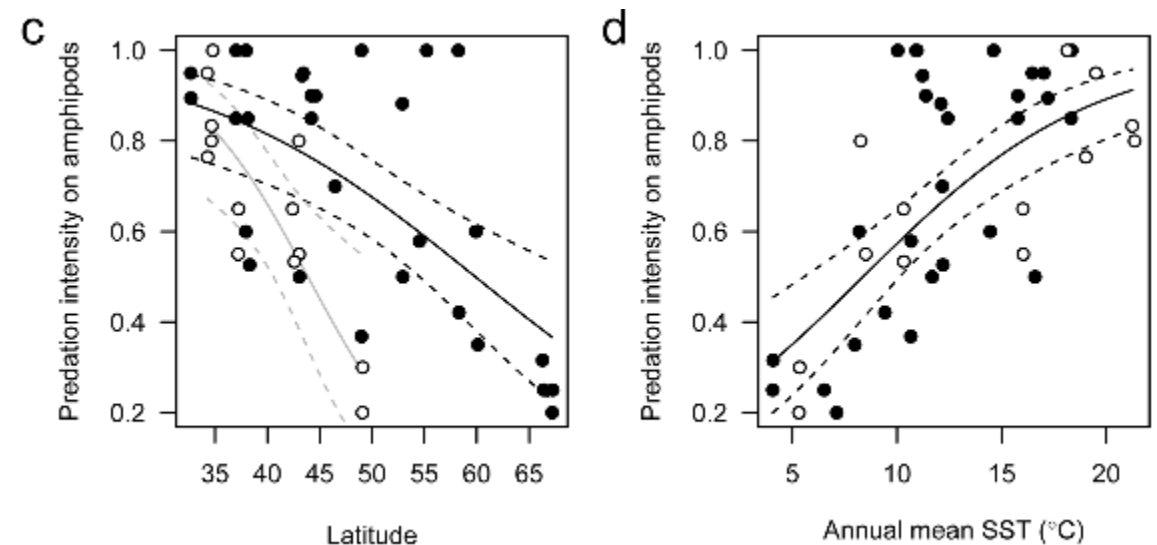 c
Predation intensity on amphipods
1.0
0.8
0.6
0.4
0.2
35 40 45 50 55 60 65
Latitude
d
Predation intensity on amphipods
1.0
0.8
0.6
0.4
0.2
5 10 15 20
Annual mean SST (°C)